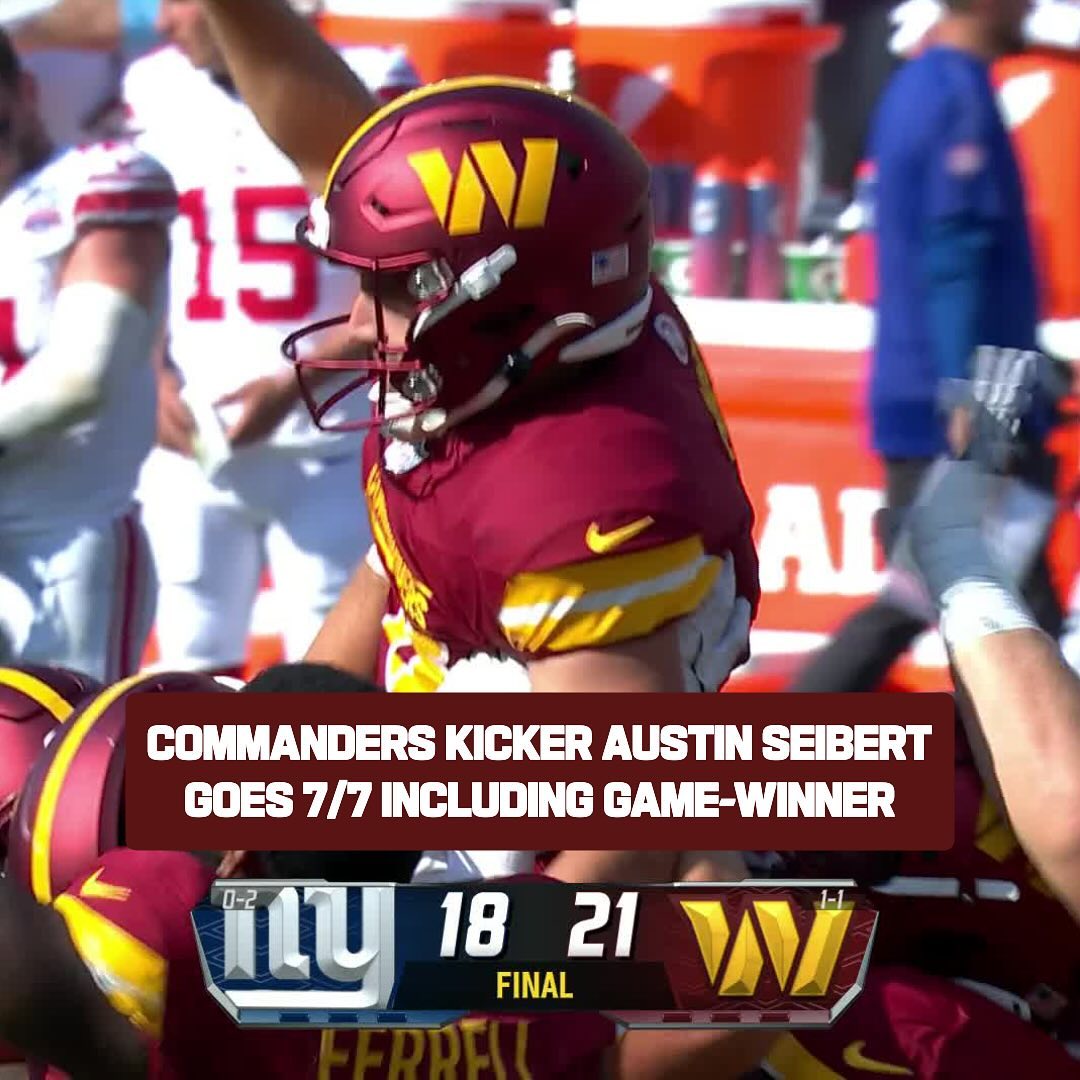 15
AL
COMMANDERS KICKER AUSTIN SEIBERT
GOES 7/7 INCLUDING GAME-WINNER
0-2
NY
18
21
W
1-1
FINAL
FERRELL